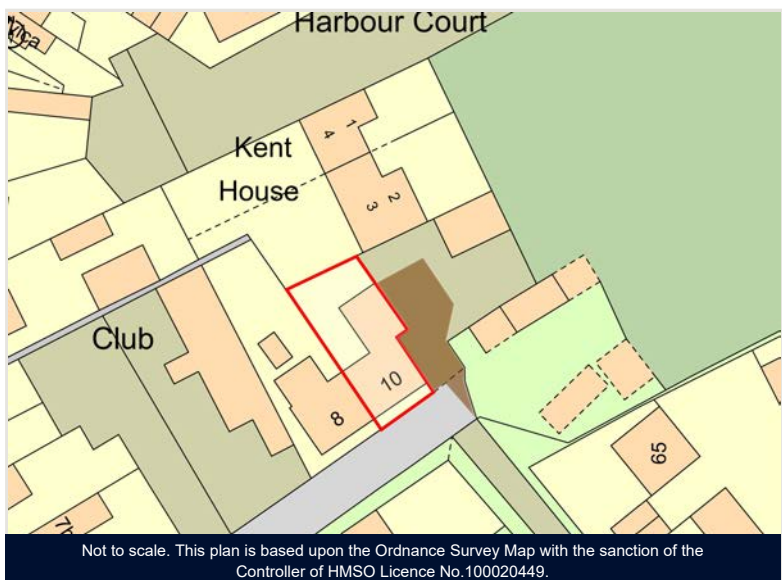 Harbour Court
Kent
House
1
4
2
3
Club
10
8
65
7b
Not to scale. This plan is based upon the Ordnance Survey Map with the sanction of the
Controller of HMSO Licence No.100020449.